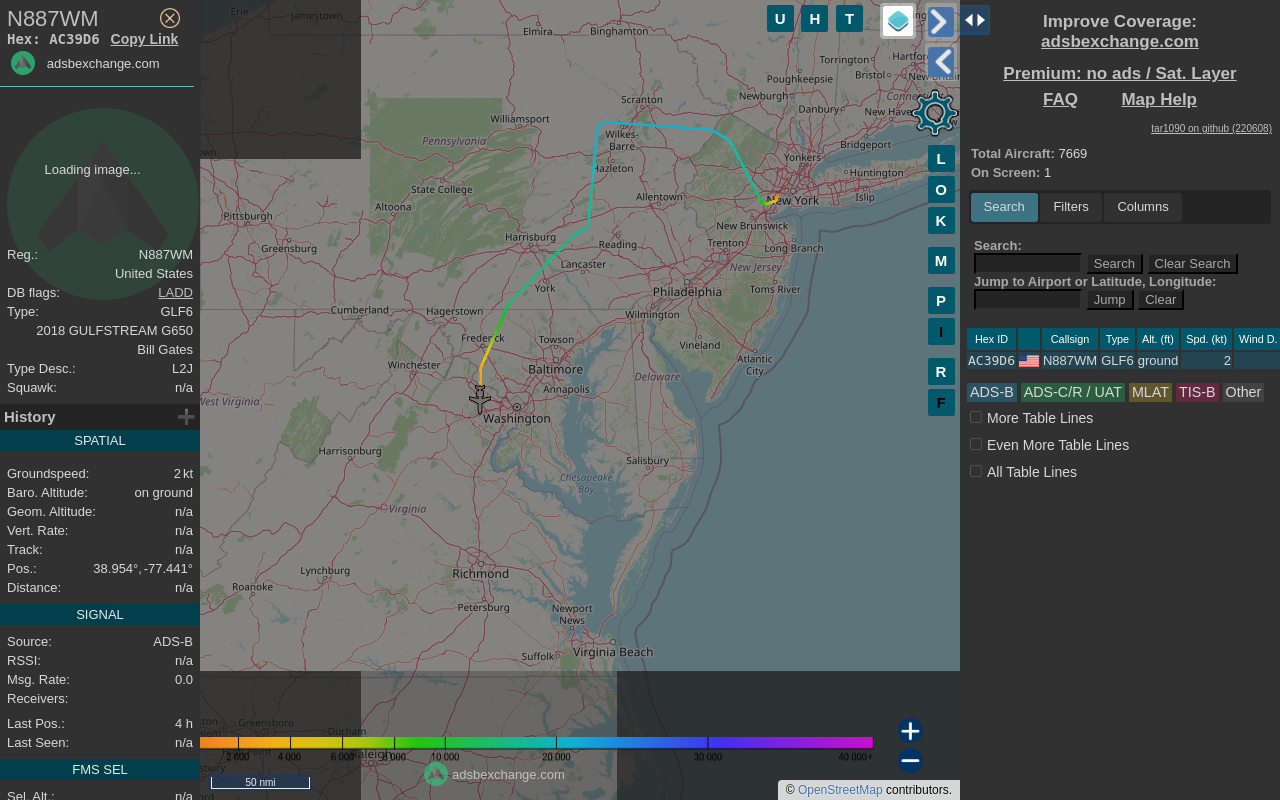 N887WM
Hex: AC39D6 Copy Link
adsbexchange.com
Loading image...
Reg.: N887WM
United States
DB flags: LADD
Type: GLF6
2018 GULFSTREAM G650
Bill Gates
Type Desc.: L2J
Squawk: n/a
History
SPATIAL
Groundspeed: 2 kt
Baro. Altitude: on ground
Geom. Altitude: n/a
Vert. Rate: n/a
Track: n/a
Pos.: 38.954°, -77.441°
Distance: n/a
SIGNAL
Source: ADS-B
RSSI: n/a
Msg. Rate: 0.0
Receivers:
Last Pos.: 4 h
Last Seen: n/a
FMS SEL
Sel. Alt.: n/a
Erie
Jamestown
Elmira
Binghamton
Torrington
Hartford
Bristol
Poughkeepsie
Scranton
Newburgh
Danbury
New Haven
Connecticut
Williamsport
Pennsylvania
Wilkes-
Barre
Bridgeport
Yonkers
Hazleton
Huntington
State College
Allentown
New York
Islip
Altoona
Pittsburgh
New Brunswick
Greensburg
Harrisburg
Reading
Trenton
Long Branch
Lancaster
New Jersey
York
Philadelphia
Toms River
Cumberland
Hagerstown
Wilmington
Frederick
Towson
Vineland
Winchester
Baltimore
Atlantic
City
Delaware
Annapolis
West Virginia
Washington
Harrisonburg
Salisbury
Chesapeake
Bay
Virginia
Lynchburg
Richmond
Roanoke
Petersburg
Newport
News
Suffolk
Virginia Beach
Greensboro
Durham
Raleigh
U H T
L
O
K
M
P
I
R
F
2 000 4 000 6 000 8 000 10 000 20 000 30 000 40 000+
adsbexchange.com
50 nmi
© OpenStreetMap contributors.
Improve Coverage:
adsbexchange.com
Premium: no ads / Sat. Layer
FAQ Map Help
tar1090 on github (220608)
Total Aircraft: 7669
On Screen: 1
Search Filters Columns
Search:
Search Clear Search
Jump to Airport or Latitude, Longitude:
Jump Clear
Hex ID Callsign Type Alt. (ft) Spd. (kt) Wind D.
AC39D6 N887WM GLF6 ground 2
ADS-B ADS-C/R / UAT MLAT TIS-B Other
More Table Lines
Even More Table Lines
All Table Lines